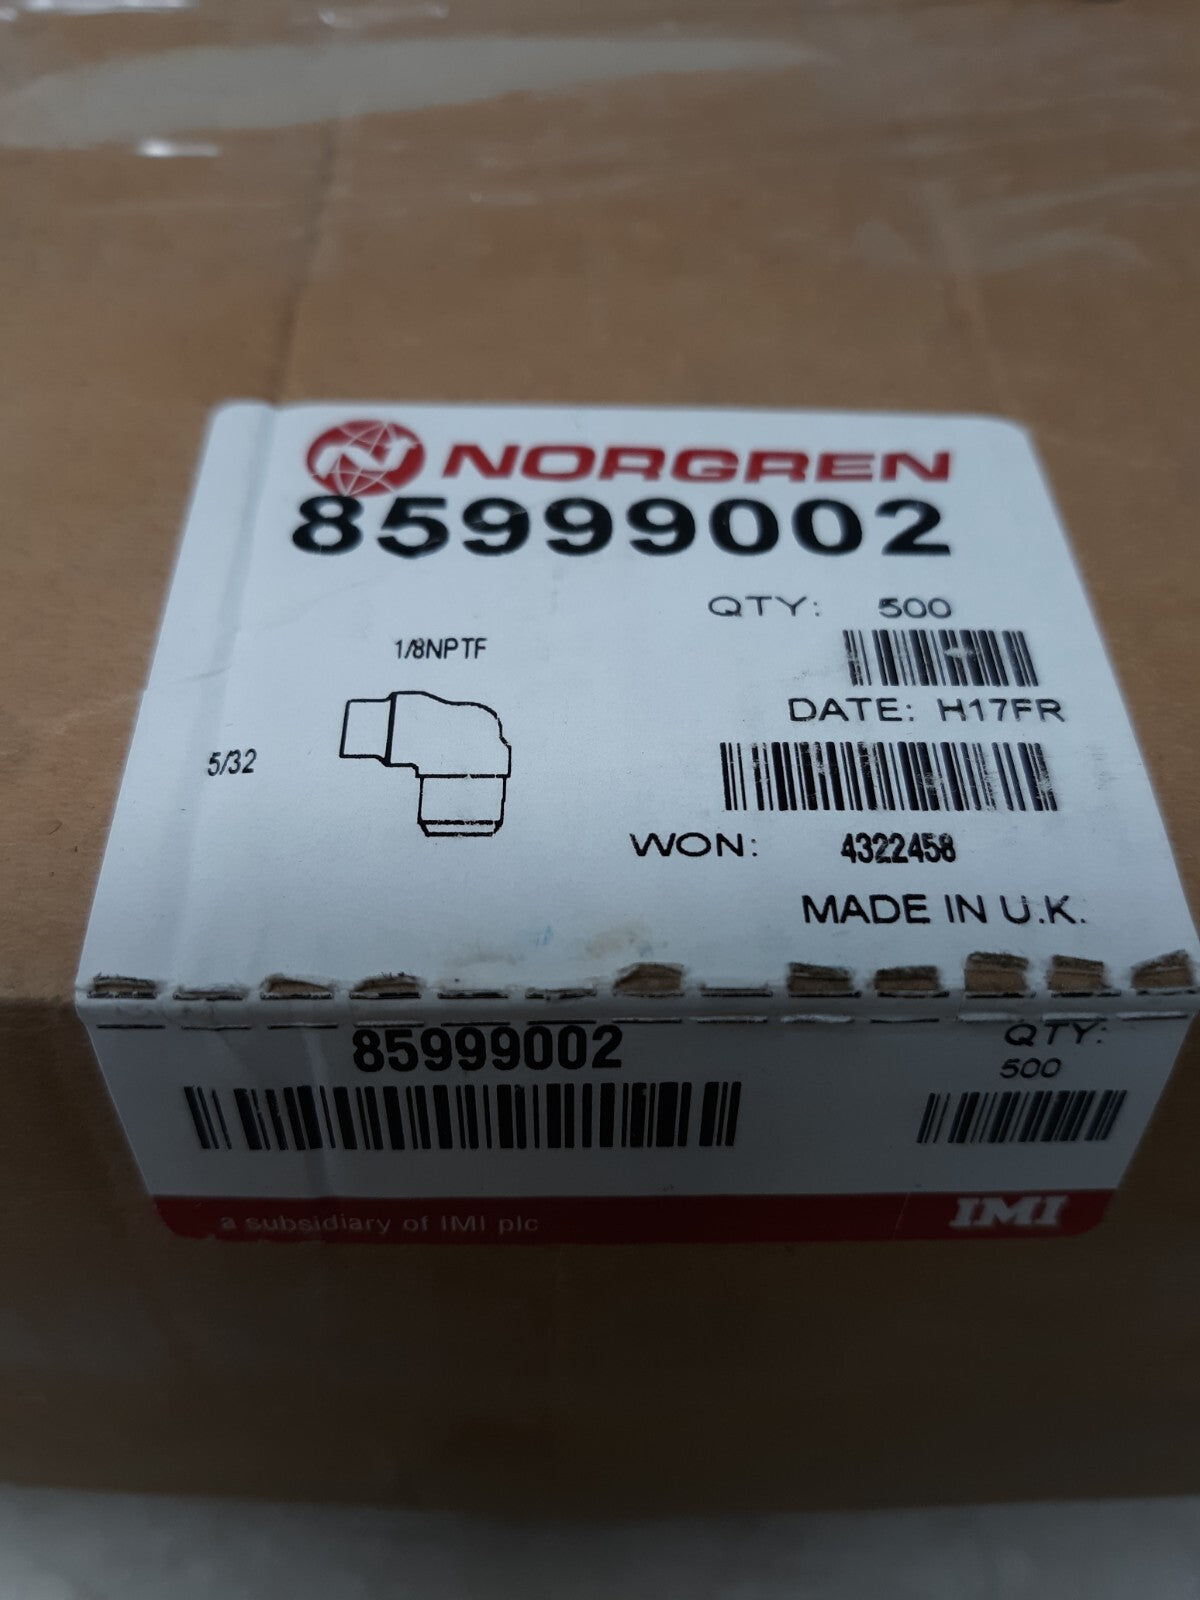 NORGREN
85999002
QTY: 500
1/8NPTF
DATE: H17FR
5/32
WON: 4322458
MADE IN U.K.
85999002
QTY:
500
a subsidiary of IMI plc
IMI